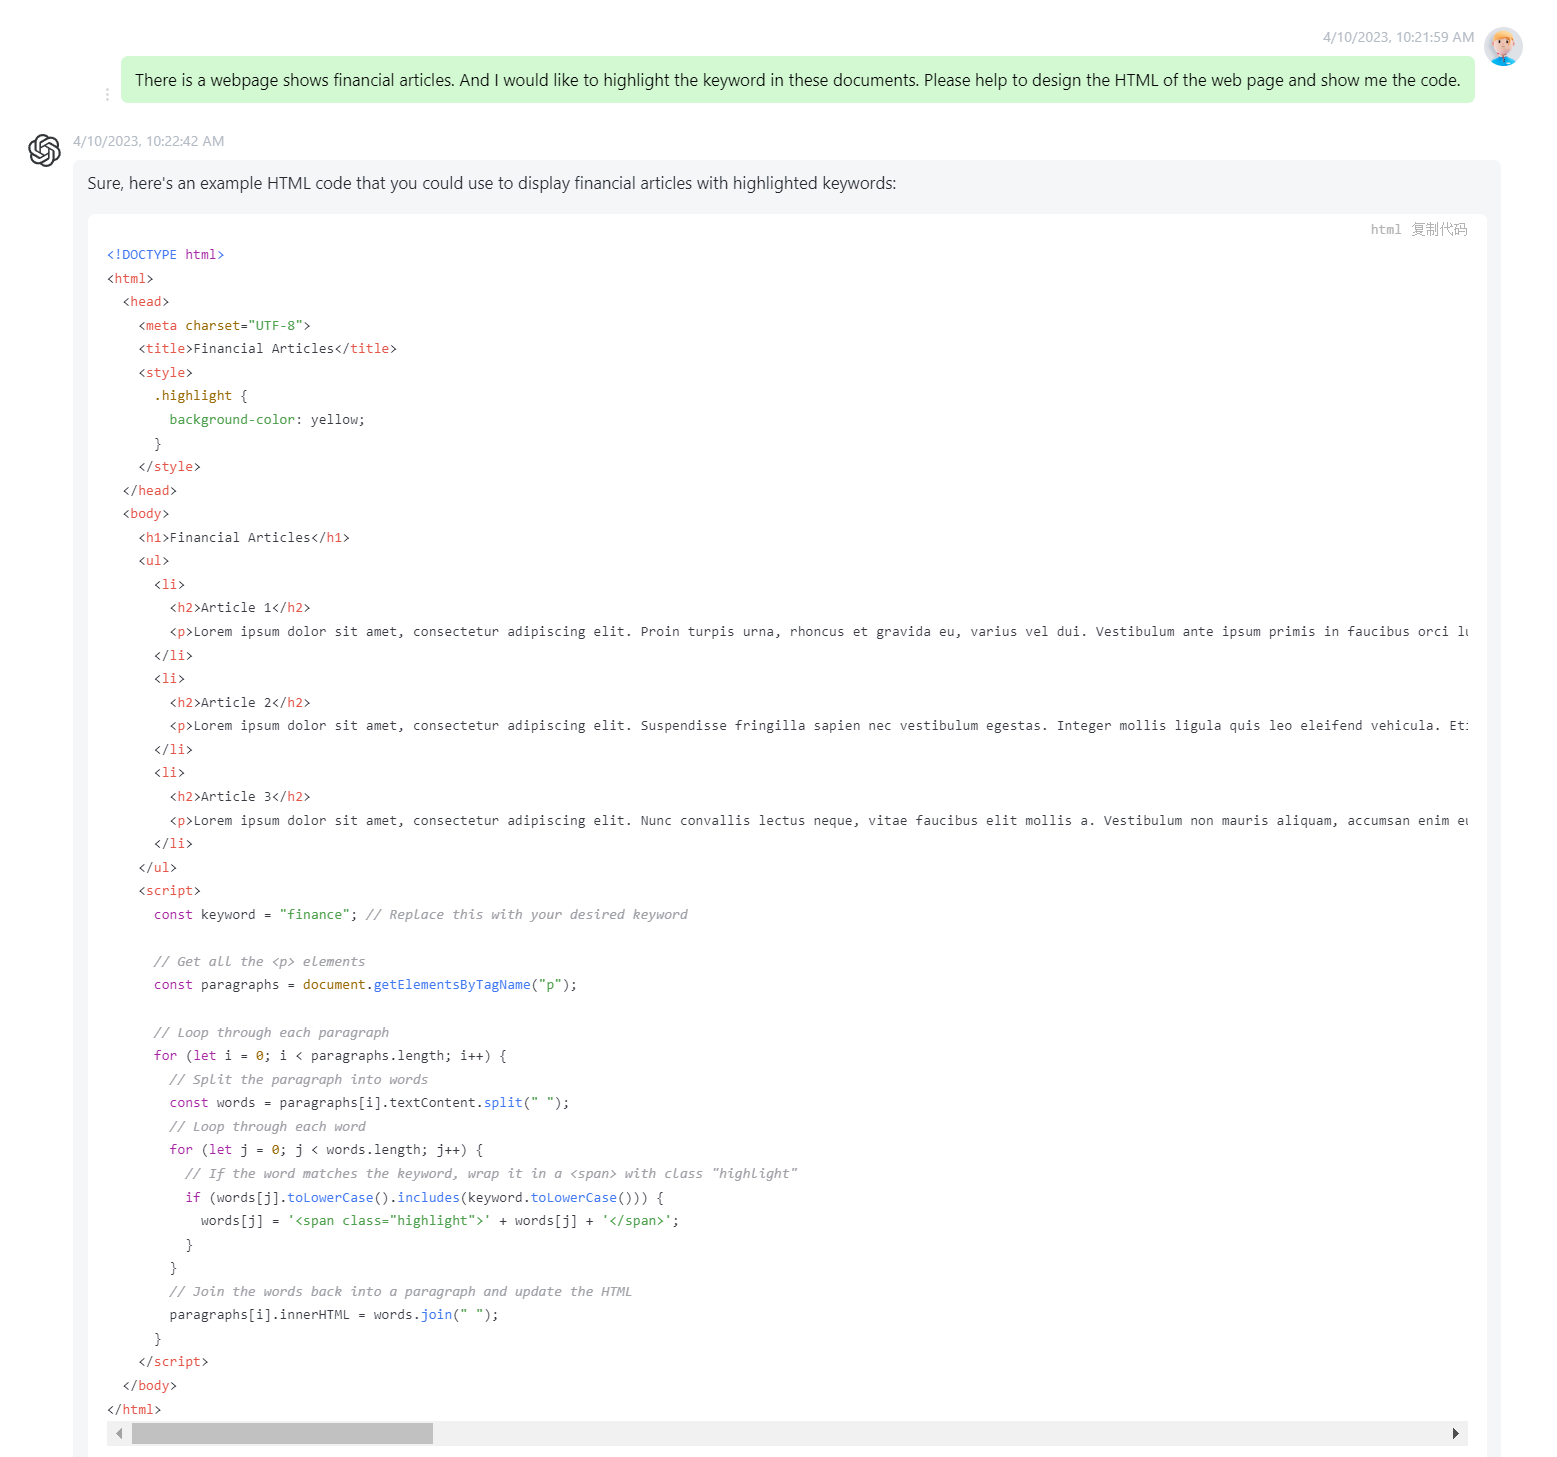 4/10/2023, 10:21:59 AM
There is a webpage shows financial articles. And I would like to highlight the keyword in these documents. Please help to design the HTML of the web page and show me the code.
4/10/2023, 10:22:42 AM
Sure, here's an example HTML code that you could use to display financial articles with highlighted keywords:
html 复制代码
<!DOCTYPE html>
<html>
  <head>
    <meta charset="UTF-8">
    <title>Financial Articles</title>
    <style>
      .highlight {
        background-color: yellow;
      }
    </style>
  </head>
  <body>
    <h1>Financial Articles</h1>
    <ul>
      <li>
        <h2>Article 1</h2>
        <p>Lorem ipsum dolor sit amet, consectetur adipiscing elit. Proin turpis urna, rhoncus et gravida eu, varius vel dui. Vestibulum ante ipsum primis in faucibus orci
      </li>
      <li>
        <h2>Article 2</h2>
        <p>Lorem ipsum dolor sit amet, consectetur adipiscing elit. Suspendisse fringilla sapien nec vestibulum egestas. Integer mollis ligula quis leo eleifend vehicula.
      </li>
      <li>
        <h2>Article 3</h2>
        <p>Lorem ipsum dolor sit amet, consectetur adipiscing elit. Nunc convallis lectus neque, vitae faucibus elit mollis a. Vestibulum non mauris aliquam, accumsan enim
      </li>
    </ul>
    <script>
      const keyword = "finance"; // Replace this with your desired keyword

      // Get all the <p> elements
      const paragraphs = document.getElementsByTagName("p");

      // Loop through each paragraph
      for (let i = 0; i < paragraphs.length; i++) {
        // Split the paragraph into words
        const words = paragraphs[i].textContent.split(" ");
        // Loop through each word
        for (let j = 0; j < words.length; j++) {
          // If the word matches the keyword, wrap it in a <span> with class "highlight"
          if (words[j].toLowerCase().includes(keyword.toLowerCase())) {
            words[j] = '<span class="highlight">' + words[j] + '</span>';
          }
        }
        // Join the words back into a paragraph and update the HTML
        paragraphs[i].innerHTML = words.join(" ");
      }
    </script>
  </body>
</html>